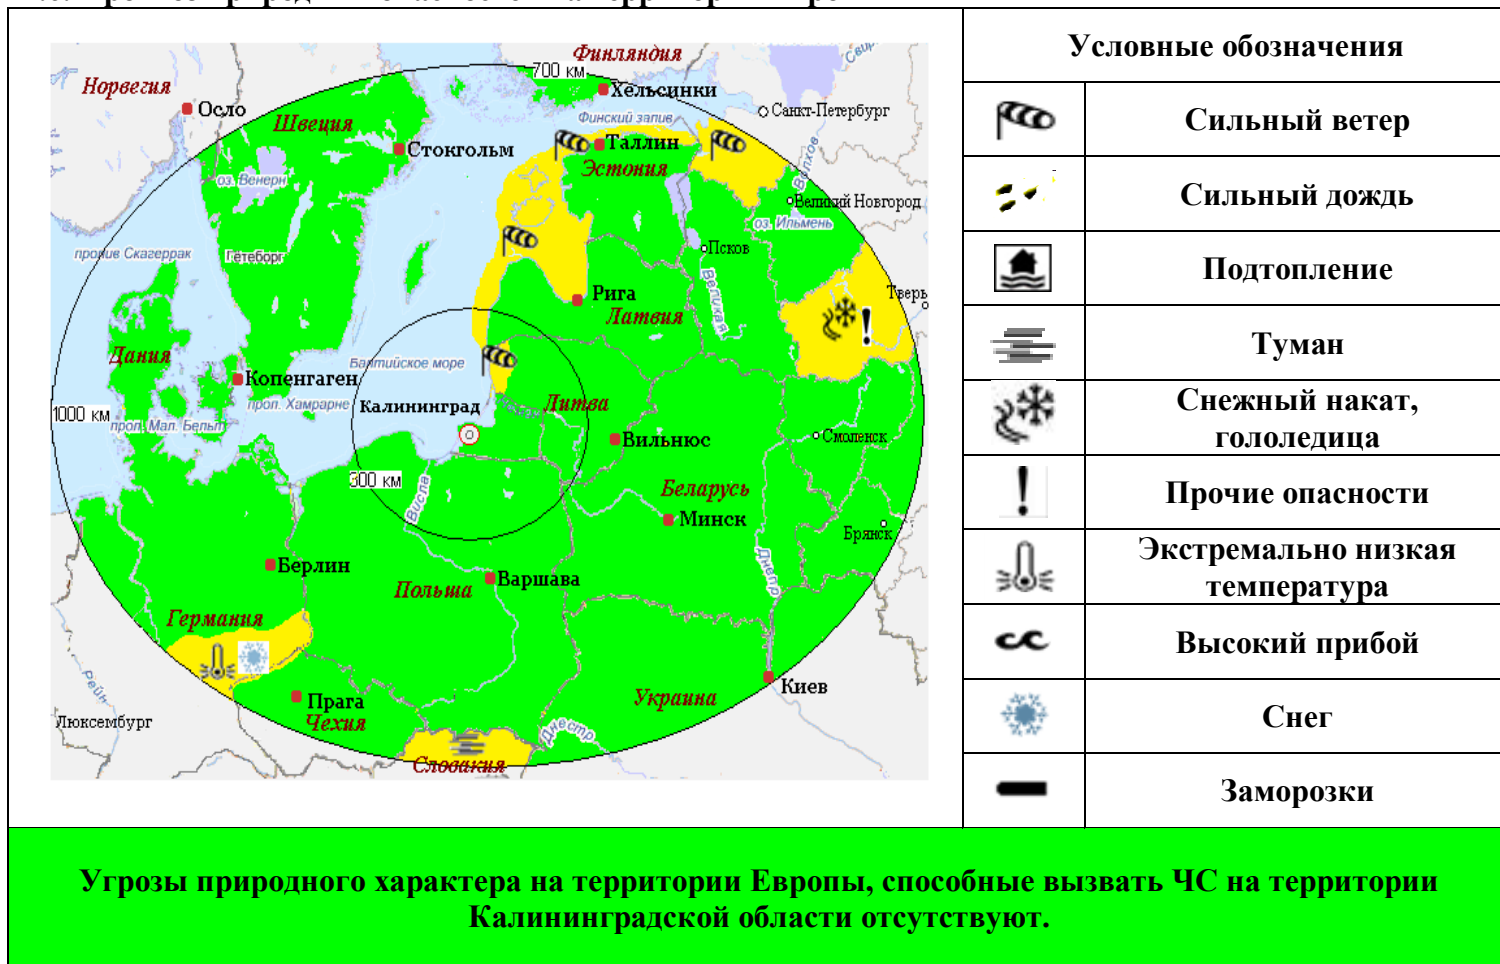 Условные обозначения
Сильный ветер
Сильный дождь
Подтопление
Туман
Снежный накат,
гололедица
Прочие опасности
Экстремально низкая
температура
Высокий прибой
Снег
Заморозки
Финляндия
700 км
Норвегия
Хельсинки
Осло
Швеция
Финский залив
Санкт-Петербург
Стокгольм
Таллин
Эстония
Волхов
оз. Венерн
Великий Новгород
оз. Ильмень
пролив Скагеррак
Гётеборг
Псков
Великая
Тверь
Рига
Латвия
Дания
Балтийское море
Копенгаген
прол. Хамрарне
Калининград
Литва
1000 км
прол. Мал. Бельт
Вильнюс
Смоленск
300 км
Висла
Беларусь
Минск
Брянск
Днепр
Берлин
Варшава
Польша
Германия
Рейн
Прага
Чехия
Украина
Киев
Люксембург
Днестр
Словакия
Угрозы природного характера на территории Европы, способные вызвать ЧС на территории
Калининградской области отсутствуют.